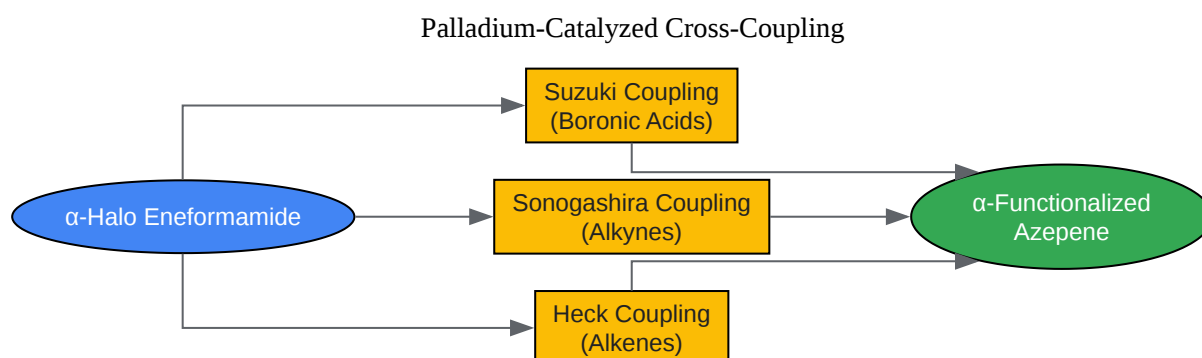 Palladium-Catalyzed Cross-Coupling
Suzuki Coupling
(Boronic Acids)
α-Halo Eneformamide
Sonogashira Coupling
(Alkynes)
α-Functionalized
Azepene
Heck Coupling
(Alkenes)